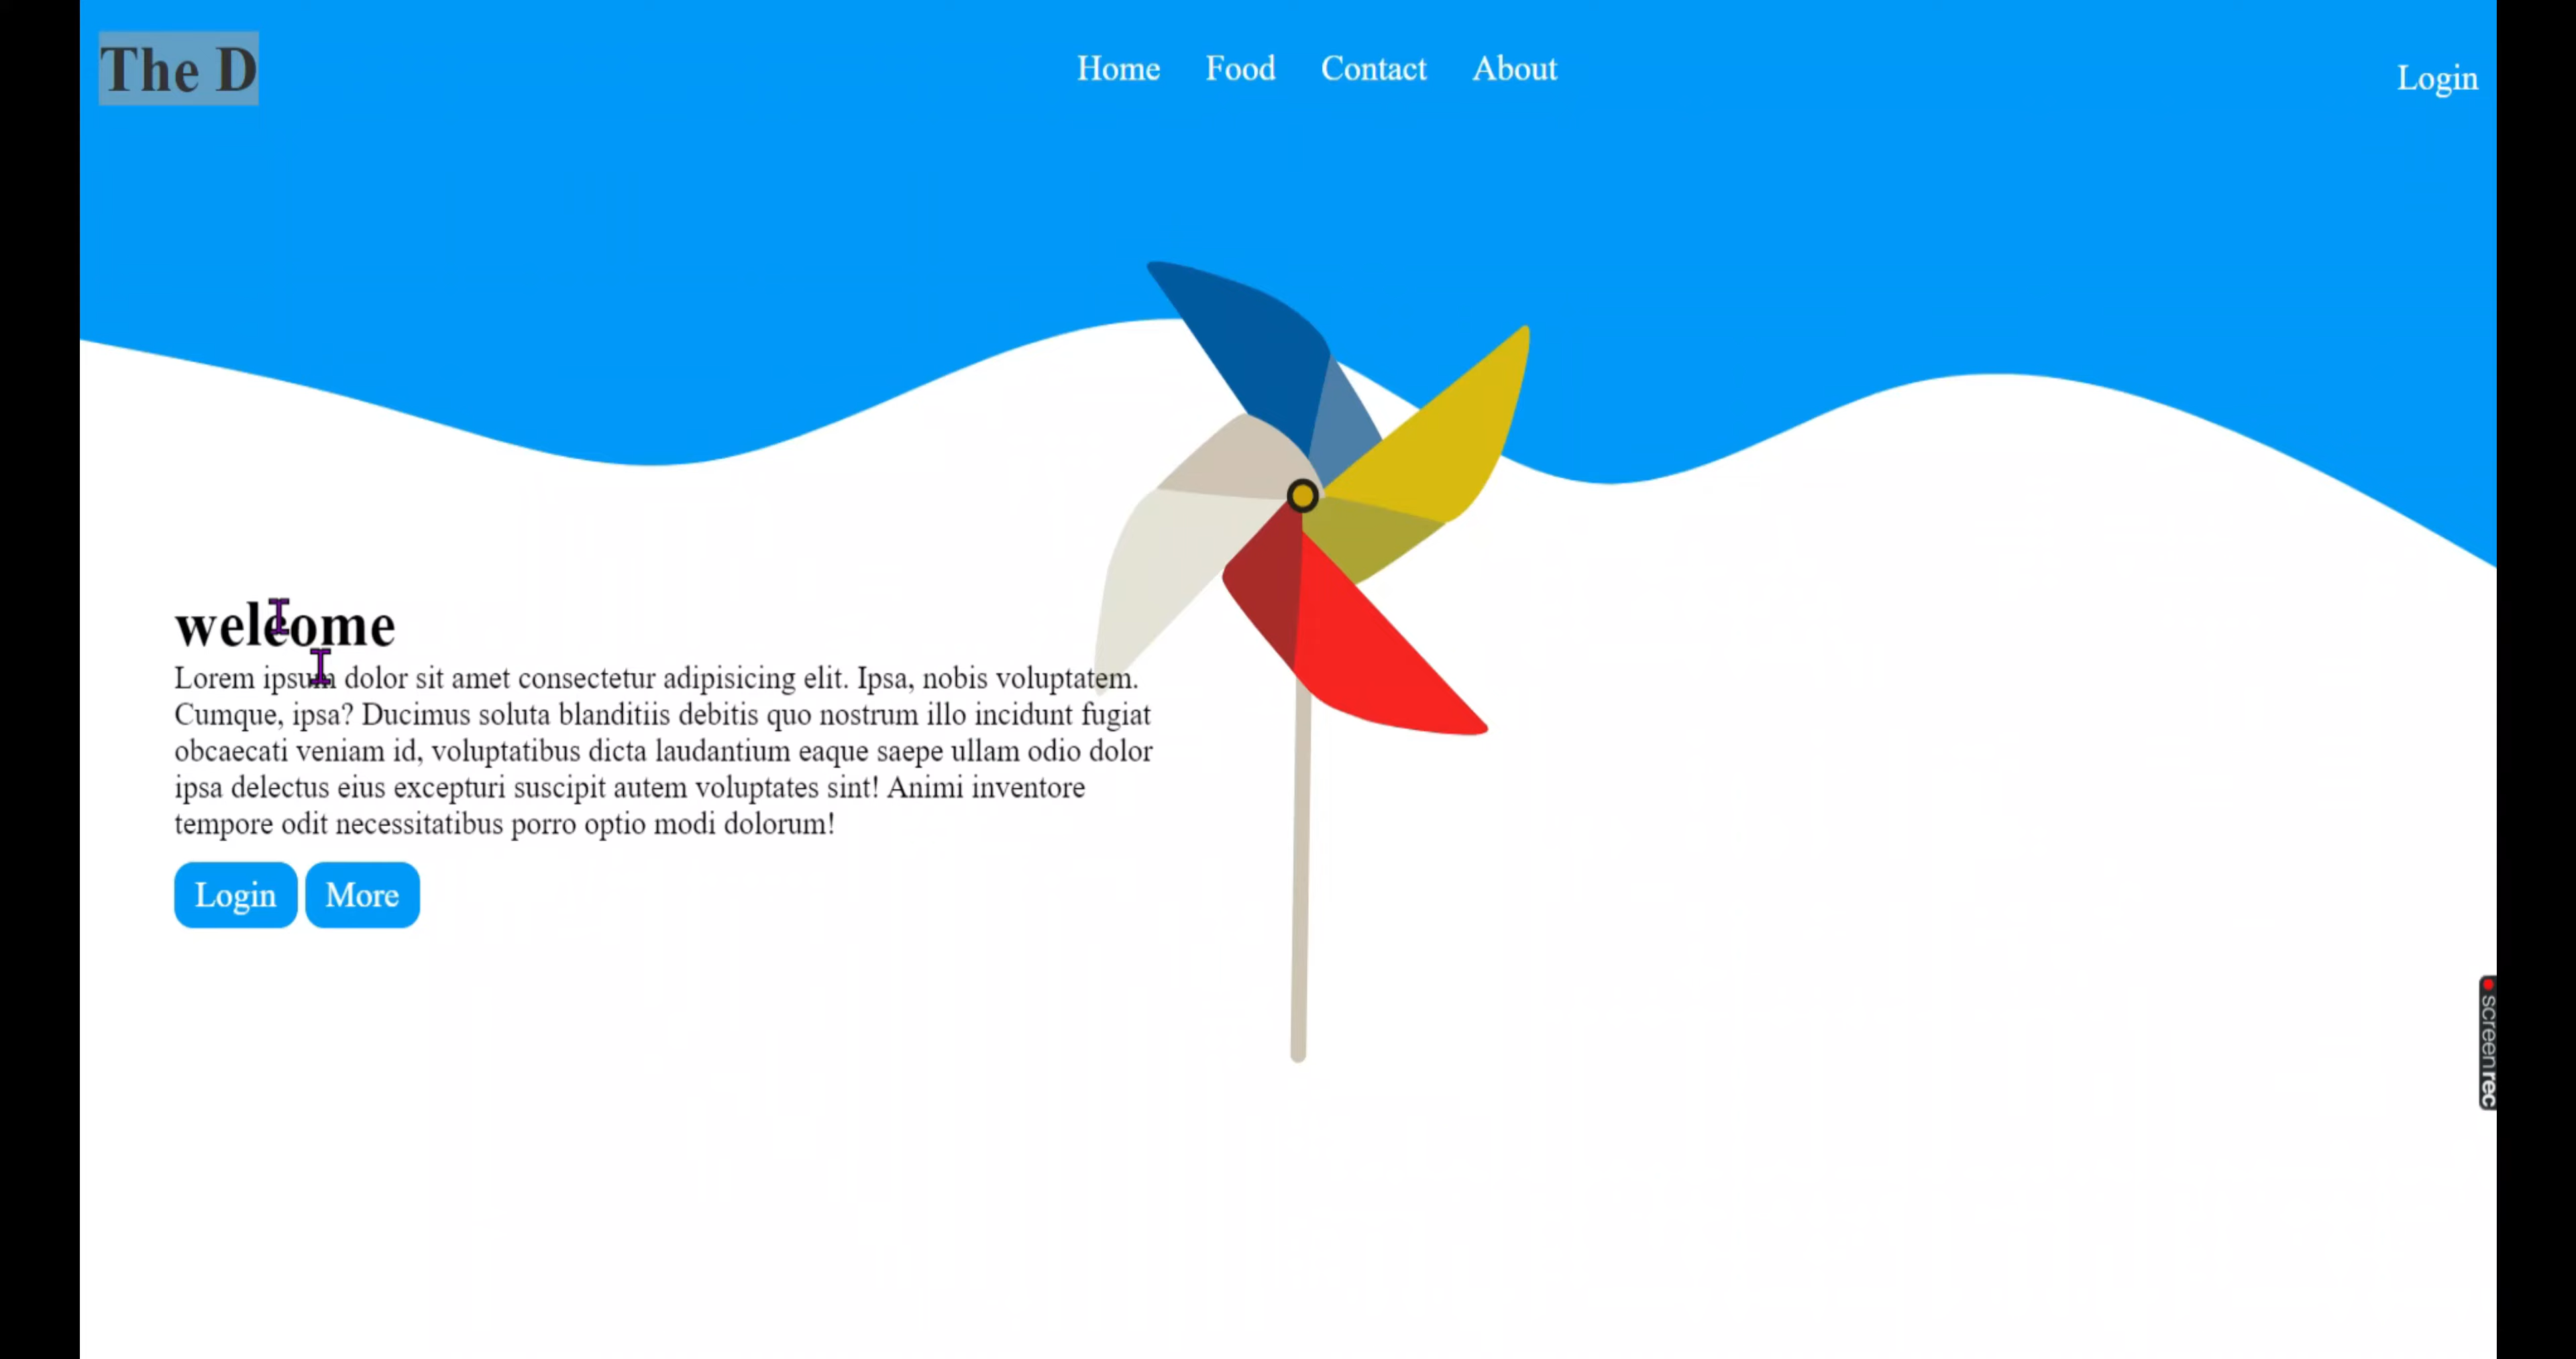 The D
Home Food Contact About
Login
welcome
Lorem ipsum dolor sit amet consectetur adipisicing elit. Ipsa, nobis voluptatem.
Cumque, ipsa? Ducimus soluta blanditiis debitis quo nostrum illo incidunt fugiat
obcaecati veniam id, voluptatibus dicta laudantium eaque saepe ullam odio dolor
ipsa delectus eius excepturi suscipit autem voluptates sint! Animi inventore
tempore odit necessitatibus porro optio modi dolorum!
Login More
screenrec